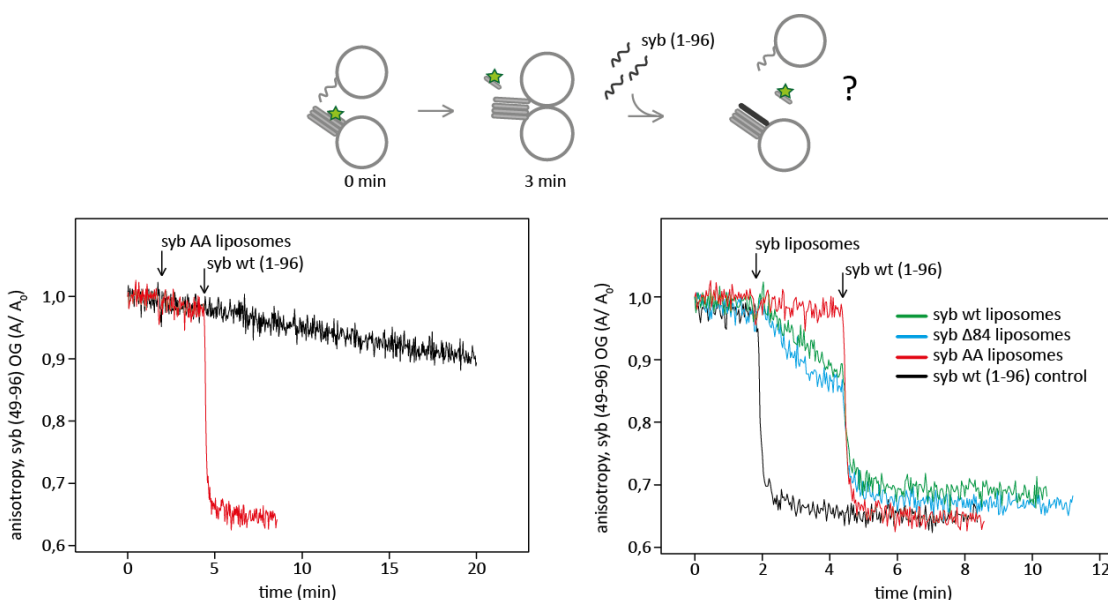 syb (1-96)
?
0 min
3 min
syb AA liposomes
syb wt (1-96)
1,0
0,9
0,8
0,7
0,6
anisotropy, syb (49-96) OG (A/ A0)
0
5
10
15
20
time (min)
syb liposomes
syb wt (1-96)
syb wt liposomes
syb Δ84 liposomes
syb AA liposomes
syb wt (1-96) control
1,0
0,9
0,8
0,7
0,6
anisotropy, syb (49-96) OG (A/ A0)
0
2
4
6
8
10
12
time (min)